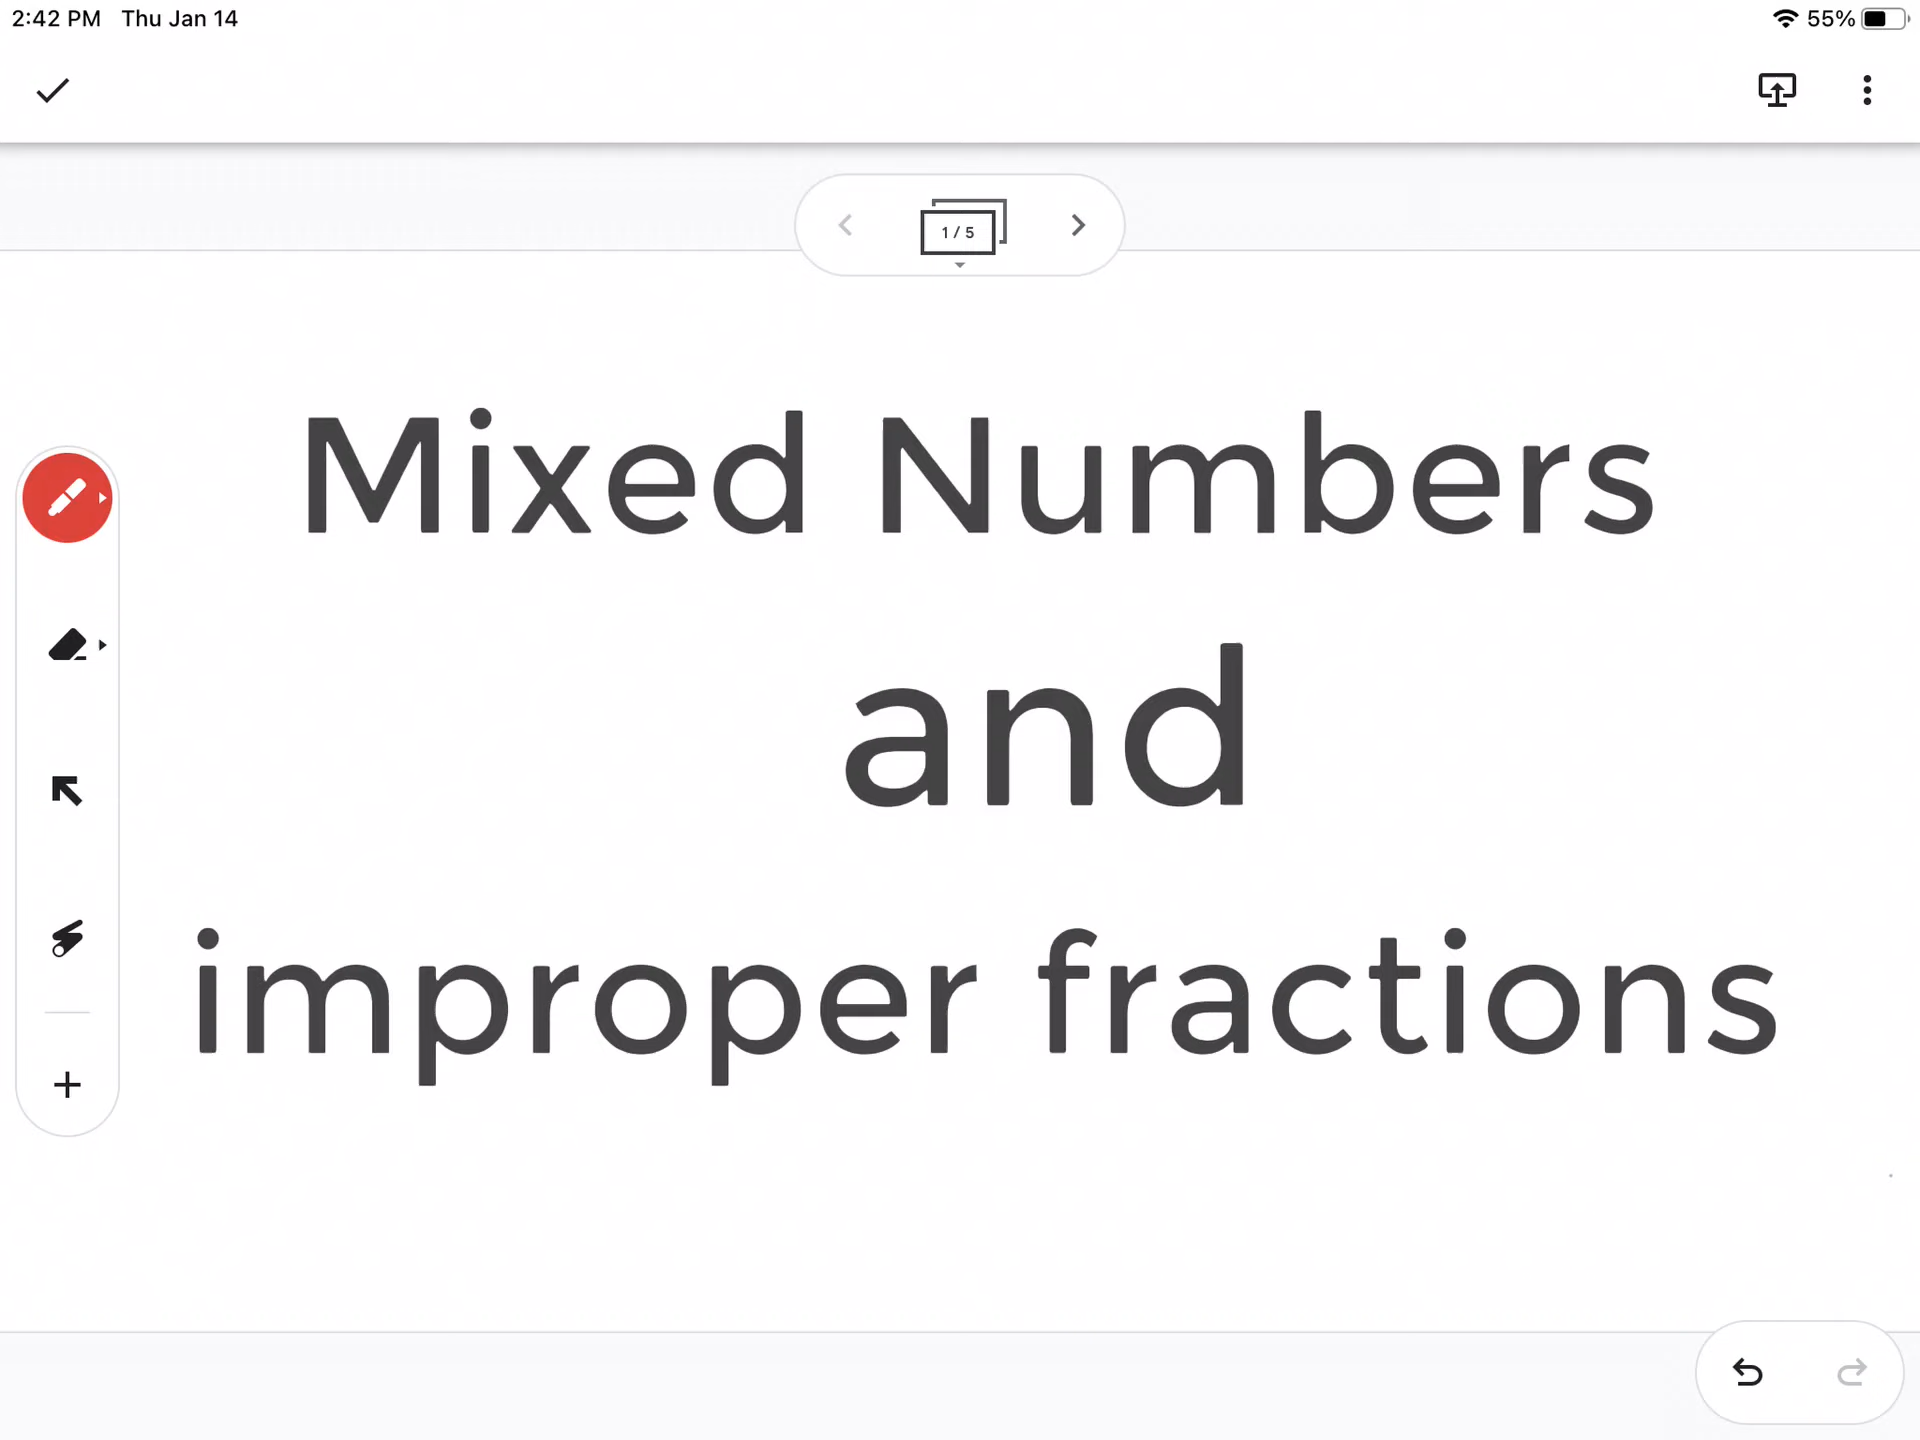 2:42 PM Thu Jan 14
55%
1 / 5
Mixed Numbers
and
improper fractions